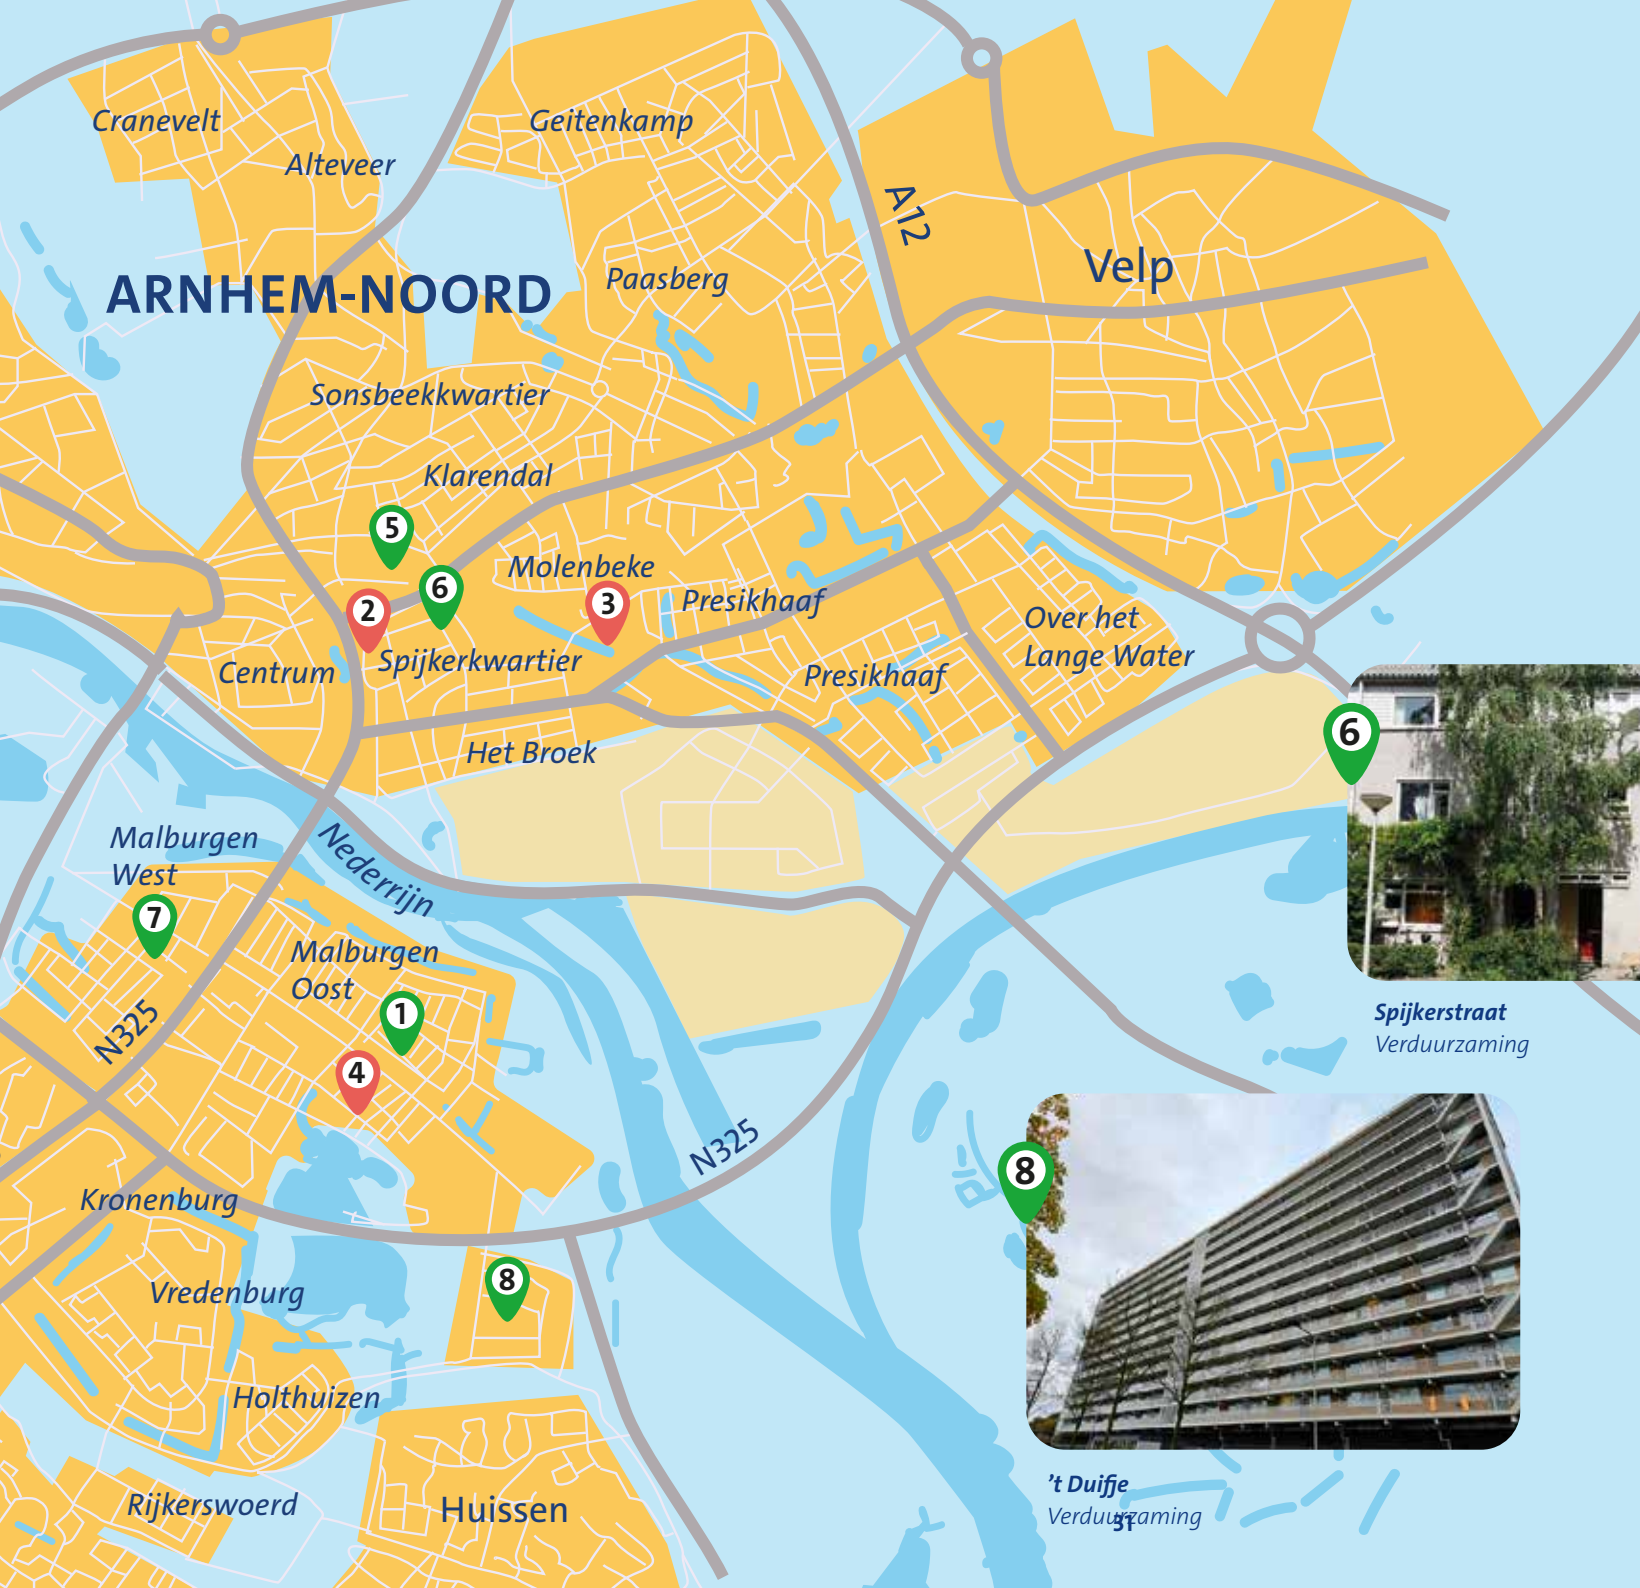 Cranevelt
Alteveer
Geitenkamp
A12
Velp
Paasberg
ARNHEM-NOORD
Sonsbeekkwartier
Klarendal
5
Molenbeke
6
2
3
Presikhaaf
Over het
Lange Water
Centrum
Spijkerkwartier
Presikhaaf
6
Het Broek
Malburgen
West
Nederrijn
7
Malburgen
Oost
1
N325
4
Spijkerstraat
Verduurzaming
N325
8
Kronenburg
8
Vredenburg
Holthuizen
't Duifje
Verduurzaming
31
Rijkerswoerd
Huissen